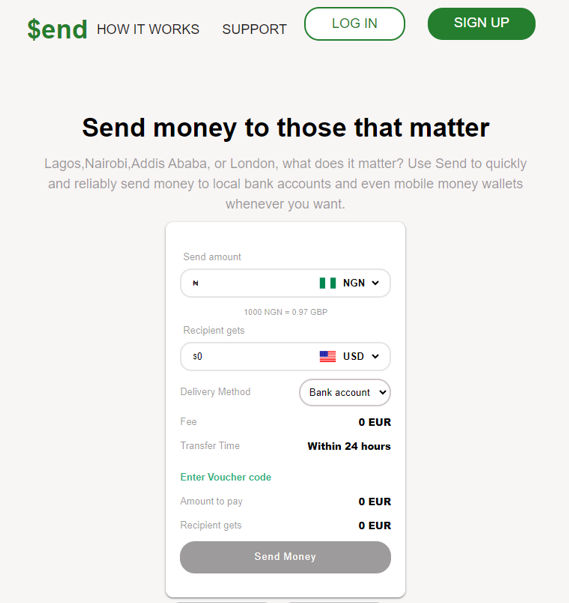 $end HOW IT WORKS SUPPORT LOG IN SIGN UP
Send money to those that matter
Lagos,Nairobi,Addis Ababa, or London, what does it matter? Use Send to quickly
and reliably send money to local bank accounts and even mobile money wallets
whenever you want.
Send amount
₦ NGN
1000 NGN = 0.97 GBP
Recipient gets
$0 USD
Delivery Method Bank account
Fee 0 EUR
Transfer Time Within 24 hours
Enter Voucher code
Amount to pay 0 EUR
Recipient gets 0 EUR
Send Money